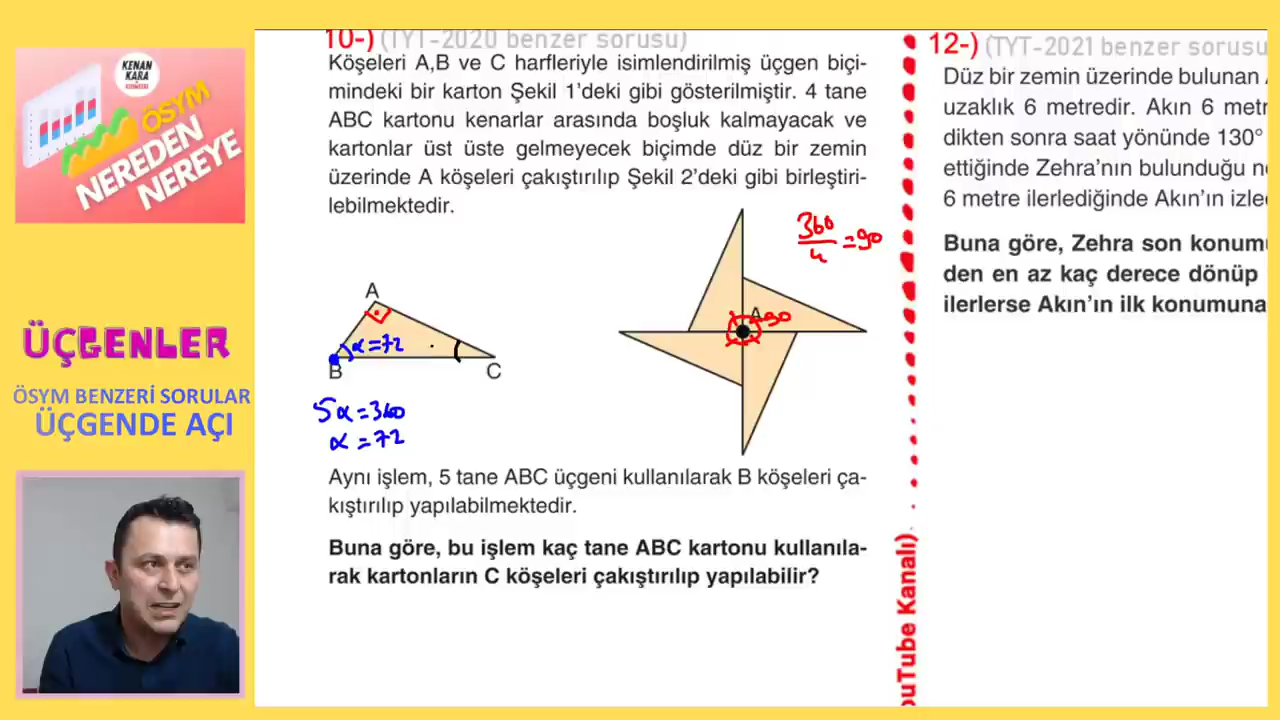 KENAN
KARA
ÖSYM
NEREDEN
NEREYE
ÜÇGENLER
ÖSYM BENZERİ SORULAR
ÜÇGENDE AÇI
10-) (TYT-2020 benzer sorusu)
Köşeleri A,B ve C harfleriyle isimlendirilmiş üçgen biçi-
mindeki bir karton Şekil 1'deki gibi gösterilmiştir. 4 tane
ABC kartonu kenarlar arasında boşluk kalmayacak ve
kartonlar üst üste gelmeyecek biçimde düz bir zemin
üzerinde A köşeleri çakıştırılıp Şekil 2'deki gibi birleştiri-
lebilmektedir.
A
α=72
B
C
5α=360
α=72
360/4=90
A
90
Aynı işlem, 5 tane ABC üçgeni kullanılarak B köşeleri ça-
kıştırılıp yapılabilmektedir.
Buna göre, bu işlem kaç tane ABC kartonu kullanıla-
rak kartonların C köşeleri çakıştırılıp yapılabilir?
ouTube Kanalı)
12-) (TYT-2021 benzer sorusu
Düz bir zemin üzerinde bulunan
uzaklık 6 metredir. Akın 6 metr
dikten sonra saat yönünde 130°
ettiğinde Zehra'nın bulunduğu n
6 metre ilerlediğinde Akın'ın izle
Buna göre, Zehra son konumu
den en az kaç derece dönüp
ilerlerse Akın'ın ilk konumuna